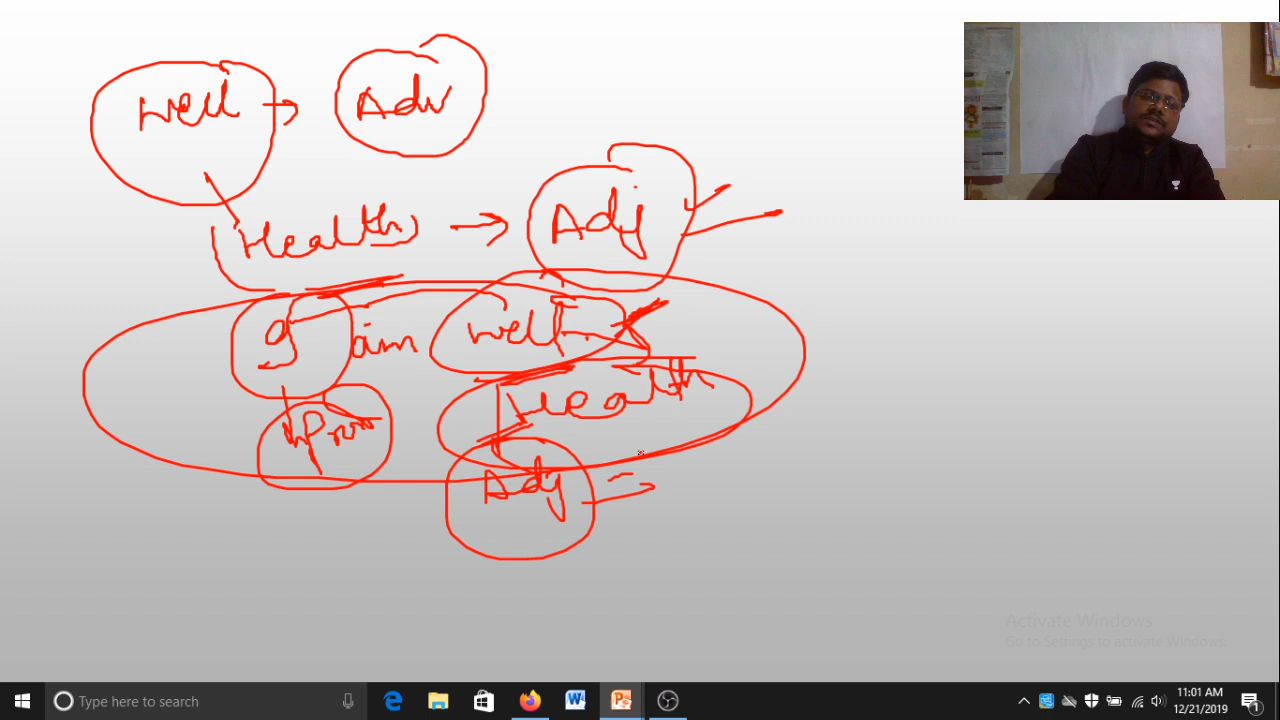 well → Adv
Health → Adj
I am well
Health
Pron
Adj =
Activate Windows
Go to Settings to activate Windows
Type here to search
11:01 AM
12/21/2019